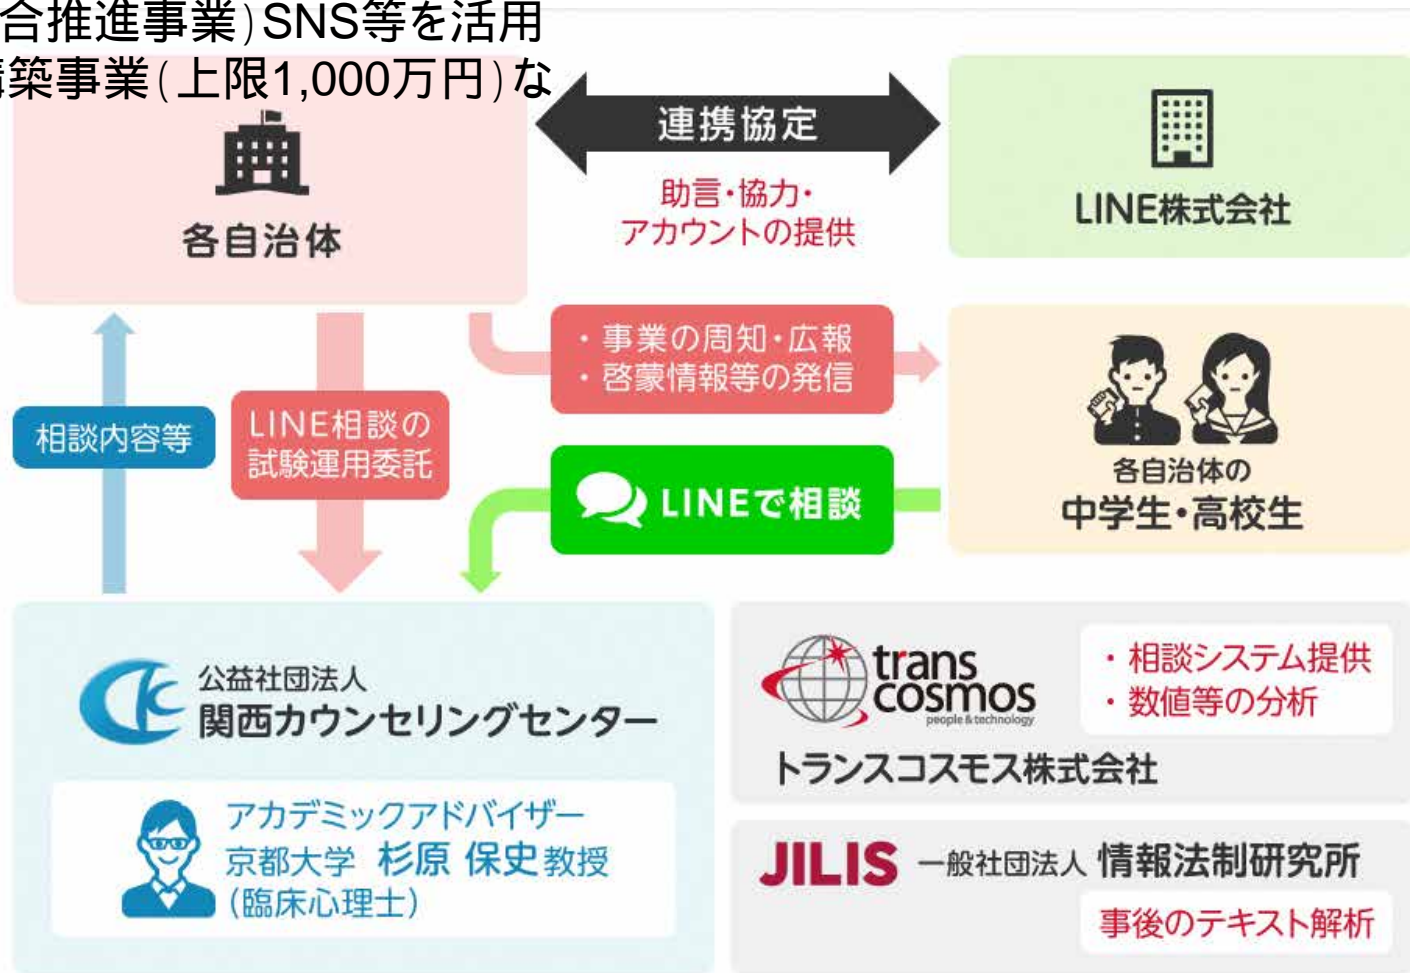 合推進事業)SNS等を活用
築事業(上限1,000万円)な
各自治体
連携協定
助言・協力・
アカウントの提供
LINE株式会社
・事業の周知・広報
・啓蒙情報等の発信
相談内容等
LINE相談の
試験運用委託
LINEで相談
各自治体の
中学生・高校生
公益社団法人
関西カウンセリングセンター
アカデミックアドバイザー
京都大学 杉原 保史教授
(臨床心理士)
trans
cosmos
people & technology
・相談システム提供
・数値等の分析
トランスコスモス株式会社
JILIS 一般社団法人 情報法制研究所
事後のテキスト解析